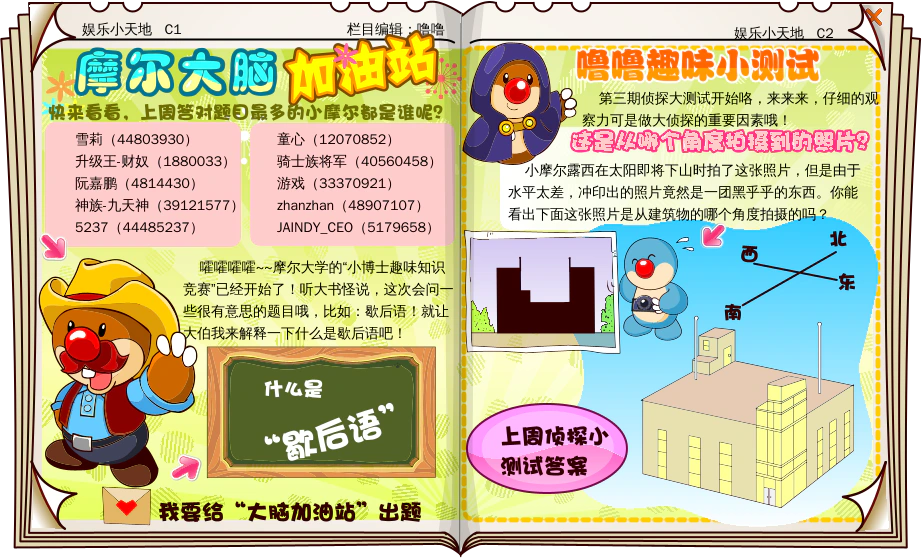 娱乐小天地 C1
栏目编辑：噜噜
摩尔大脑加油站
快来看看，上周答对题目最多的小摩尔都是谁呢？
雪莉（44803930）
升级王-财奴（1880033）
阮嘉鹏（4814430）
神族-九天神（39121577）
5237（44485237）
童心（12070852）
骑士族将军（40560458）
游戏（33370921）
zhanzhan（48907107）
JAINDY_CEO（5179658）
嚯嚯嚯嚯~~摩尔大学的“小博士趣味知识
竞赛”已经开始了！听大书怪说，这次会问一
些很有意思的题目哦，比如：歇后语！就让
大伯我来解释一下什么是歇后语吧！
什么是
“歇后语”
我要给“大脑加油站”出题
娱乐小天地 C2
噜噜趣味小测试
第三期侦探大测试开始咯，来来来，仔细的观
察力可是做大侦探的重要因素哦！
这是从哪个角度拍摄到的照片？
小摩尔露西在太阳即将下山时拍了这张照片，但是由于
水平太差，冲印出的照片竟然是一团黑乎乎的东西。你能
看出下面这张照片是从建筑物的哪个角度拍摄的吗？
北
西
东
南
上周侦探小
测试答案